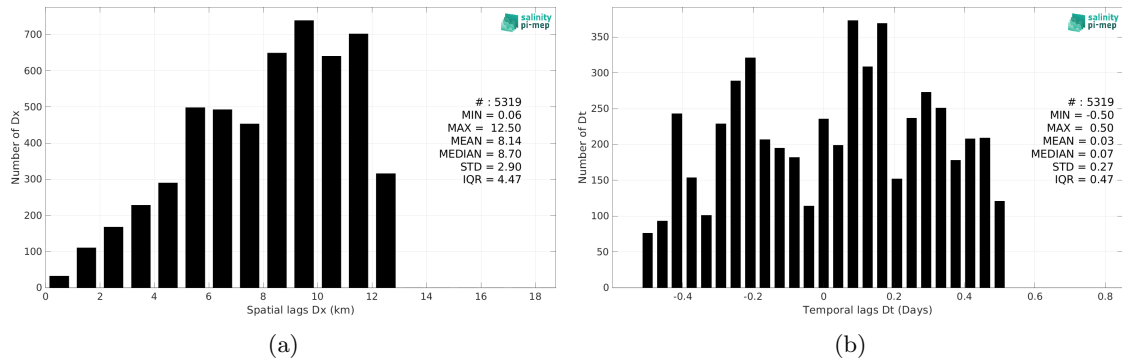 salinity
pi-mep
700
600
500
400
300
200
100
0
Number of Dx
# : 5319
MIN = 0.06
MAX = 12.50
MEAN = 8.14
MEDIAN = 8.70
STD = 2.90
IQR = 4.47
0 2 4 6 8 10 12 14 16 18
Spatial lags Dx (km)
(a)
salinity
pi-mep
350
300
250
200
150
100
50
0
Number of Dt
# : 5319
MIN = -0.50
MAX = 0.50
MEAN = 0.03
MEDIAN = 0.07
STD = 0.27
IQR = 0.47
-0.4 -0.2 0 0.2 0.4 0.6 0.8
Temporal lags Dt (Days)
(b)